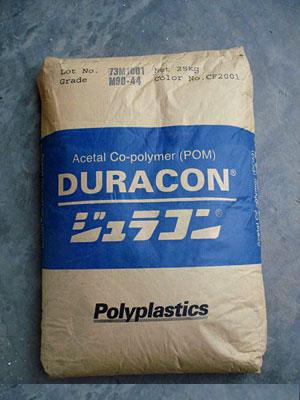 Lot No. 73M1001 Net 25Kg
Grade M90-44 Color No.CF2001
Acetal Co-polymer (POM)
DURACON®
ジュラコン®
Polyplastics